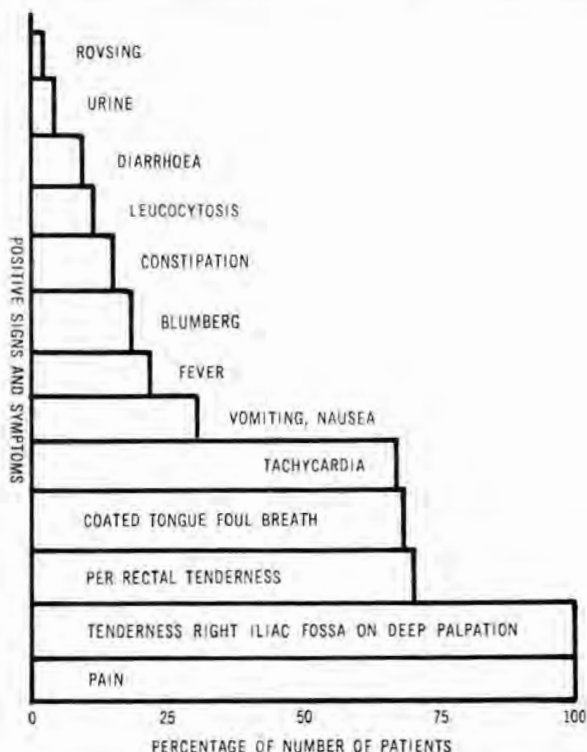 ROVSING
URINE
DIARRHOEA
LEUCOCYTOSIS
CONSTIPATION
BLUMBERG
FEVER
VOMITING, NAUSEA
TACHYCARDIA
COATED TONGUE FOUL BREATH
PER RECTAL TENDERNESS
TENDERNESS RIGHT ILIAC FOSSA ON DEEP PALPATION
PAIN
POSITIVE SIGNS AND SYMPTOMS
0 25 50 75 100
PERCENTAGE OF NUMBER OF PATIENTS